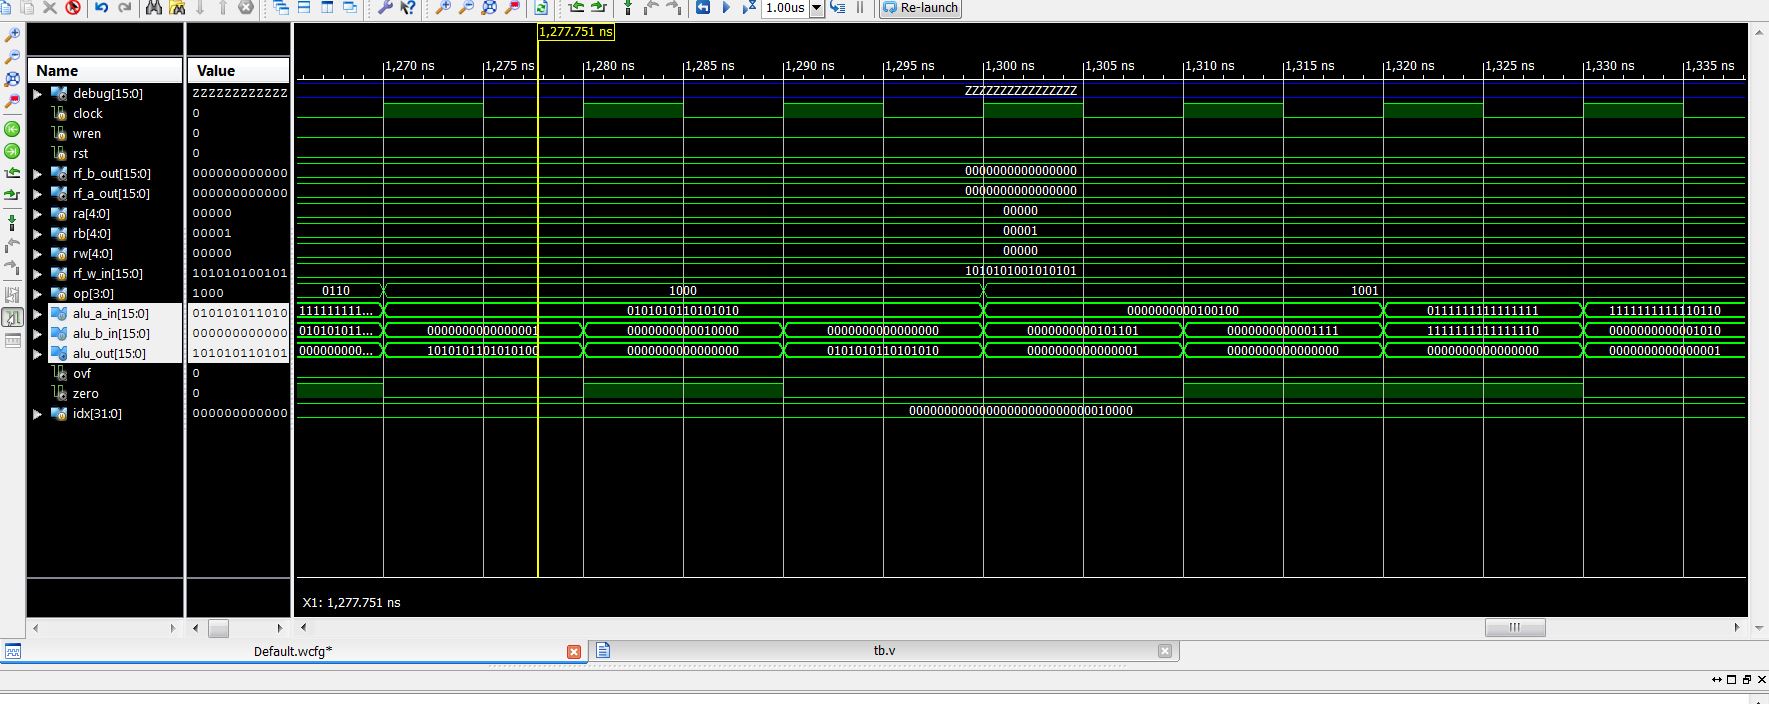 1.00us Re-launch
1,277.751 ns
Name Value
1,270 ns 1,275 ns 1,280 ns 1,285 ns 1,290 ns 1,295 ns 1,300 ns 1,305 ns 1,310 ns 1,315 ns 1,320 ns 1,325 ns 1,330 ns 1,335 ns
debug[15:0] ZZZZZZZZZZZZ ZZZZZZZZZZZZZZZZ
clock 0
wren 0
rst 0
rf_b_out[15:0] 000000000000 0000000000000000
rf_a_out[15:0] 000000000000 0000000000000000
ra[4:0] 00000 00000
rb[4:0] 00001 00001
rw[4:0] 00000 00000
rf_w_in[15:0] 101010100101 1010101001010101
op[3:0] 1000 0110 1000 1001
alu_a_in[15:0] 010101011010 111111111... 0101010110101010 0000000000100100 0111111111111111 1111111111110110
alu_b_in[15:0] 000000000000 010101011... 0000000000000001 0000000000010000 0000000000000000 0000000000101101 0000000000001111 1111111111111110 0000000000001010
alu_out[15:0] 101010110101 000000000... 1010101101010100 0000000000000000 0101010110101010 0000000000000001 0000000000000000 0000000000000000 0000000000000001
ovf 0
zero 0
idx[31:0] 000000000000 00000000000000000000000000010000
X1: 1,277.751 ns
Default.wcfg* tb.v